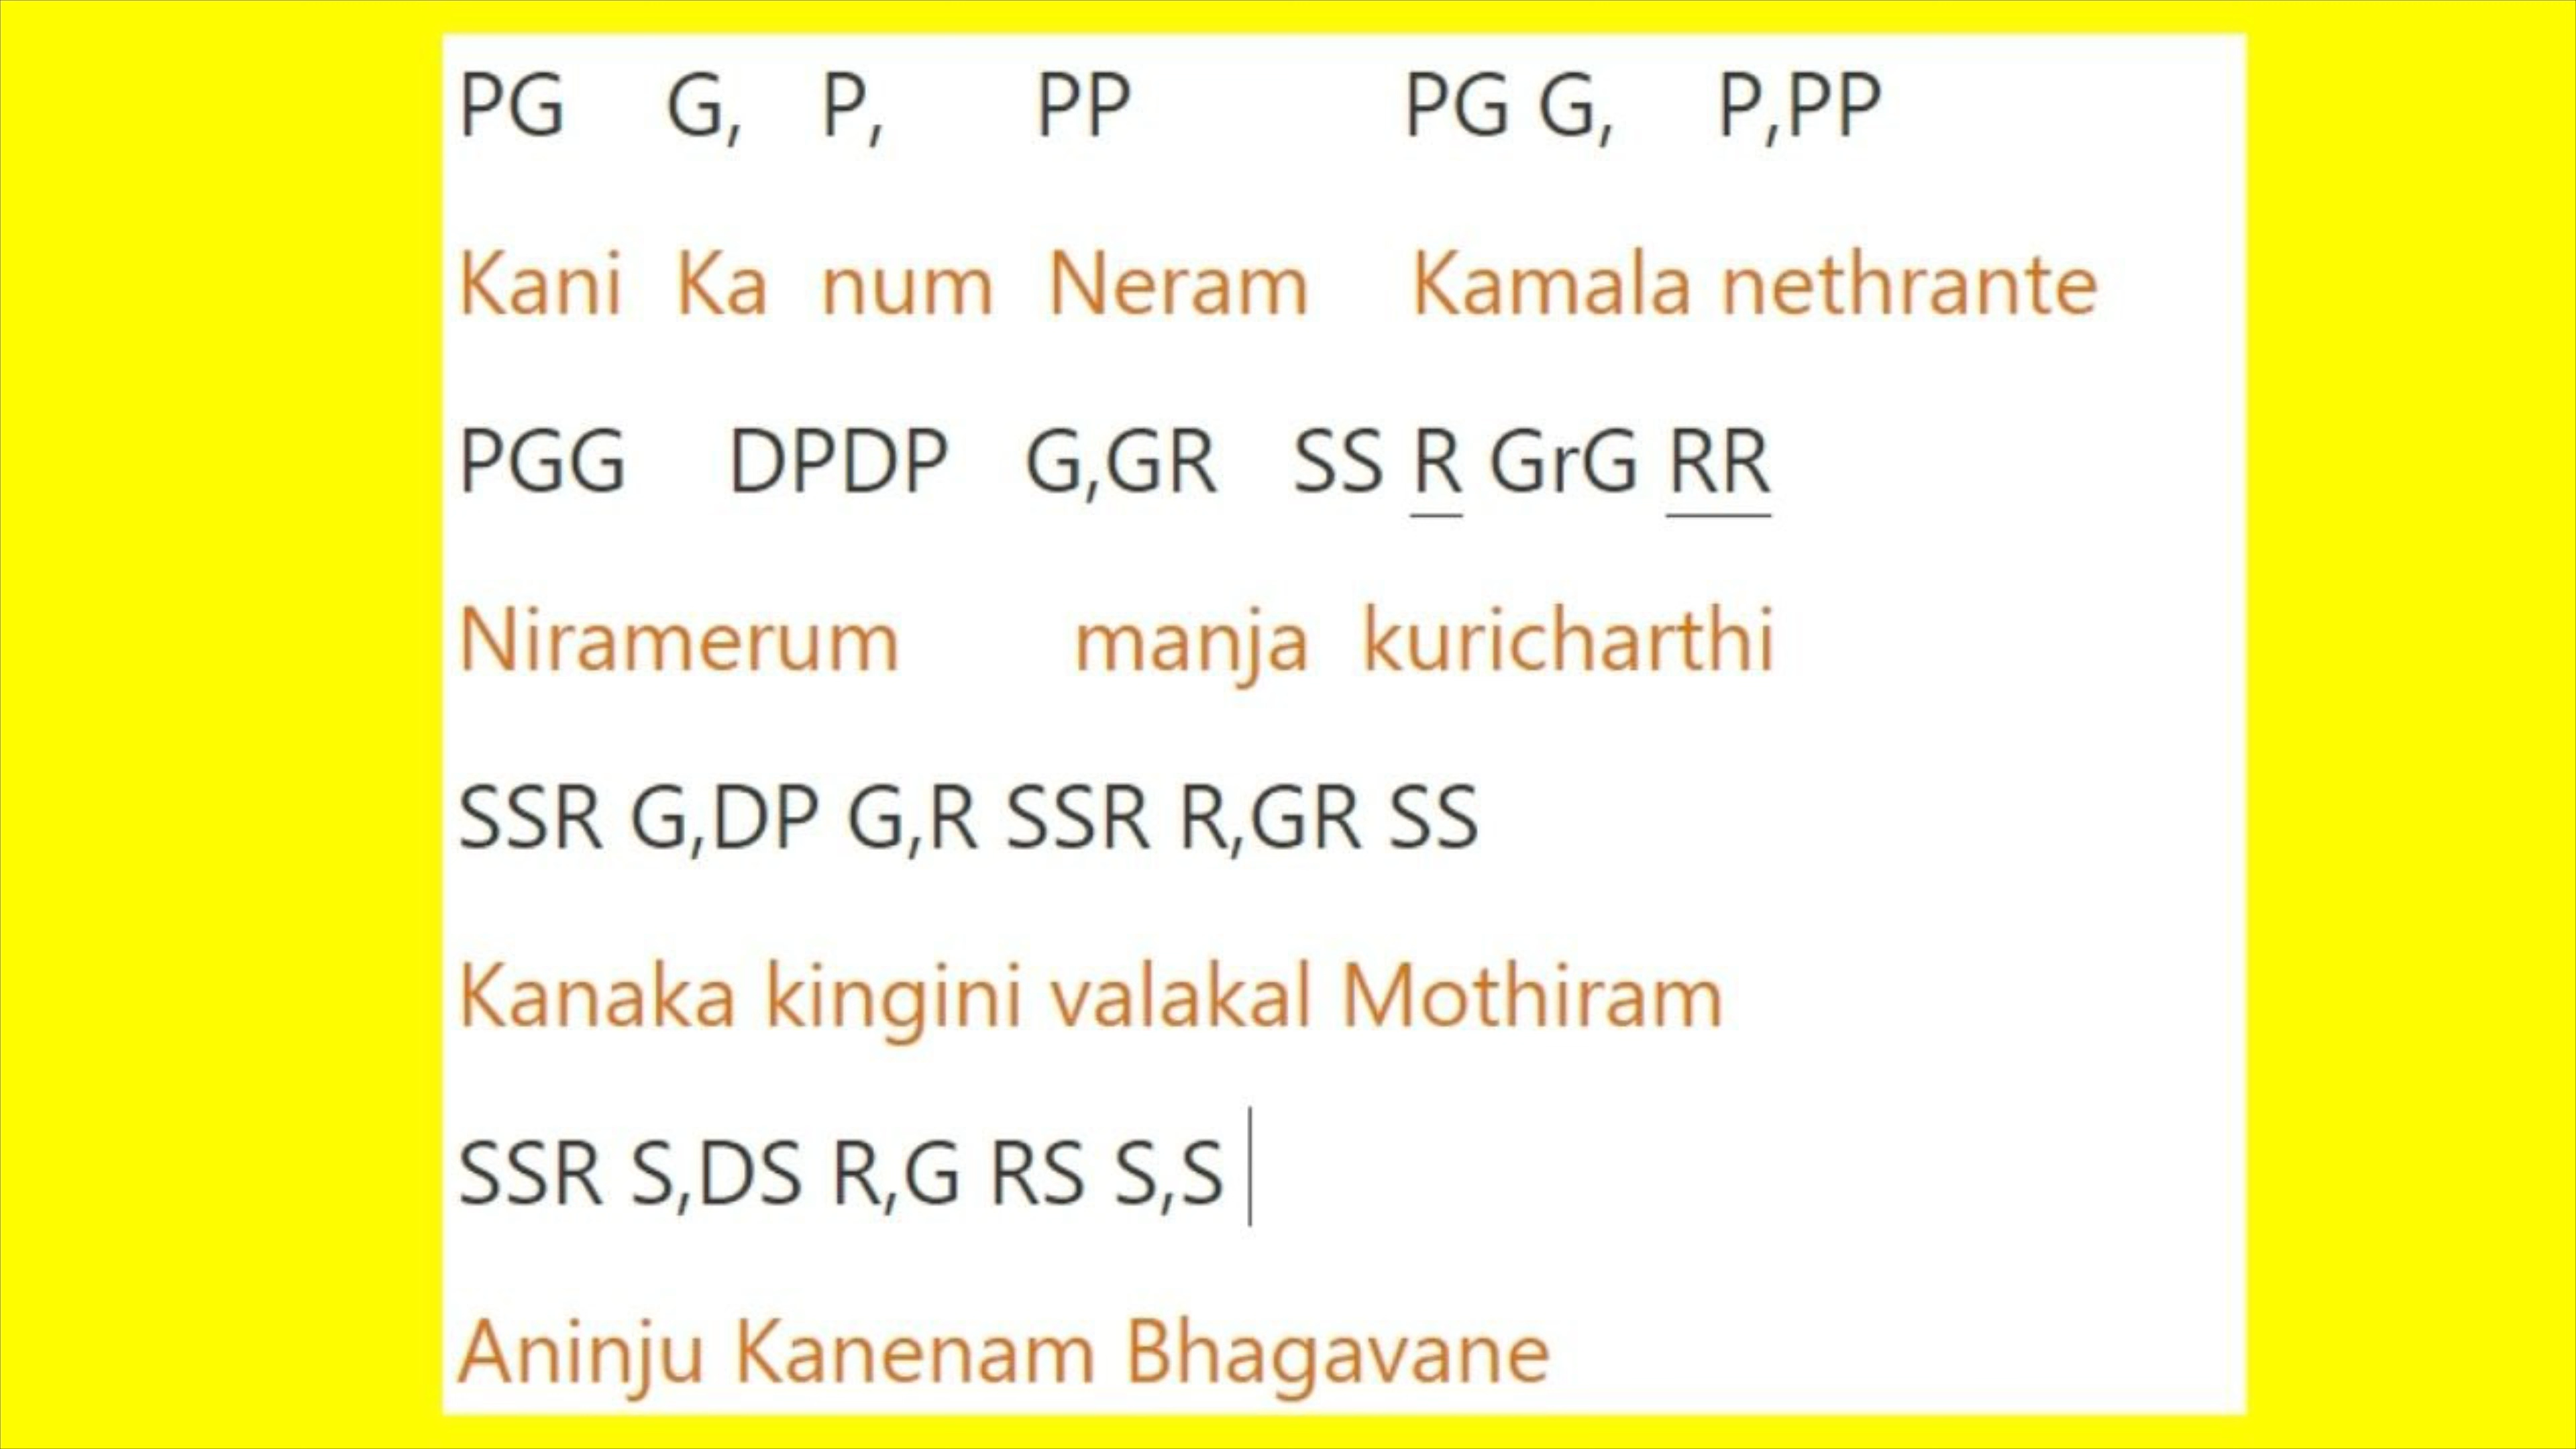 PG G, P, PP PG G, P,PP
Kani Ka num Neram Kamala nethrante
PGG DPDP G,GR SS R GrG RR
Niramerum manja kuricharthi
SSR G,DP G,R SSR R,GR SS
Kanaka kingini valakal Mothiram
SSR S,DS R,G RS S,S
Aninju Kanenam Bhagavane